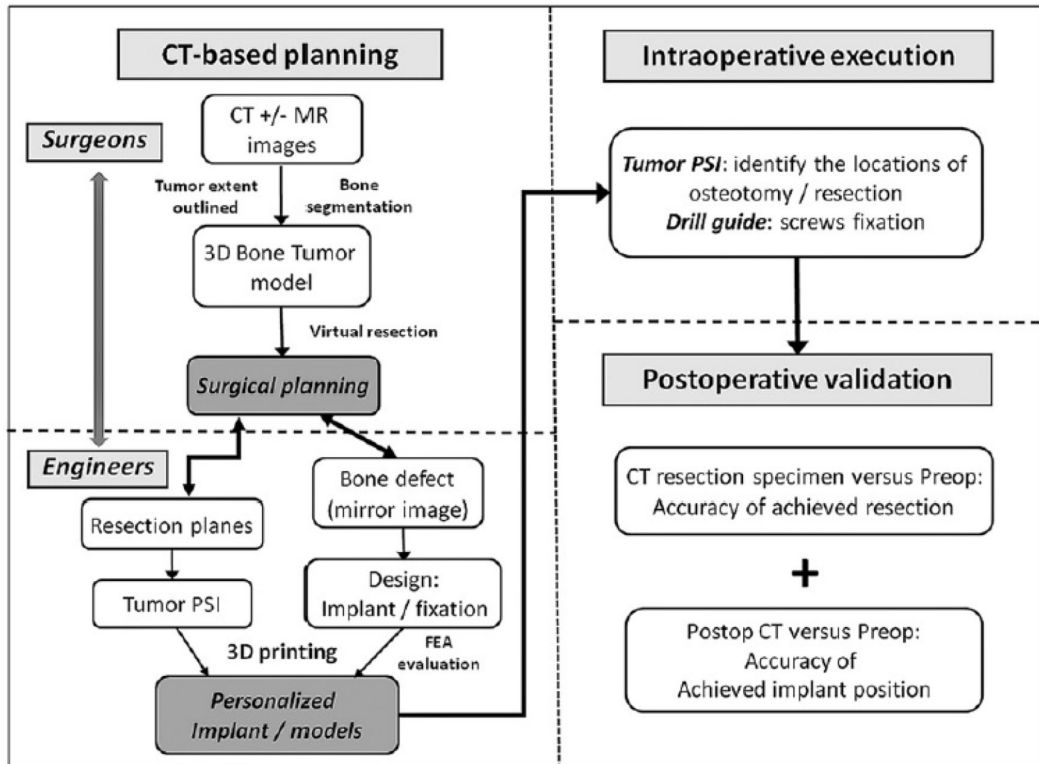 CT-based planning
Surgeons
CT +/- MR
images
Tumor extent
outlined
Bone
segmentation
3D Bone Tumor
model
Virtual resection
Surgical planning
Engineers
Resection planes
Tumor PSI
Bone defect
(mirror image)
Design:
Implant / fixation
3D printing
FEA
evaluation
Personalized
Implant / models
Intraoperative execution
Tumor PSI: identify the locations of
osteotomy / resection
Drill guide: screws fixation
Postoperative validation
CT resection specimen versus Preop:
Accuracy of achieved resection
+
Postop CT versus Preop:
Accuracy of
Achieved implant position